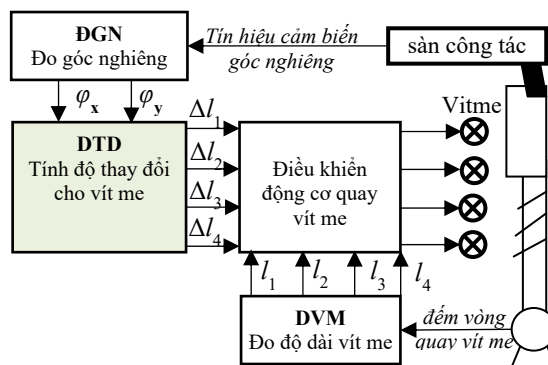 ĐGN
Đo góc nghiêng
Tín hiệu cảm biến
góc nghiêng
sàn công tác
φx
φy
Δl1
Δl2
Δl3
Δl4
DTD
Tính độ thay đổi
cho vít me
Điều khiển
động cơ quay
vít me
Vitme
l1
l2
l3
l4
DVM
Đo độ dài vít me
đếm vòng
quay vít me